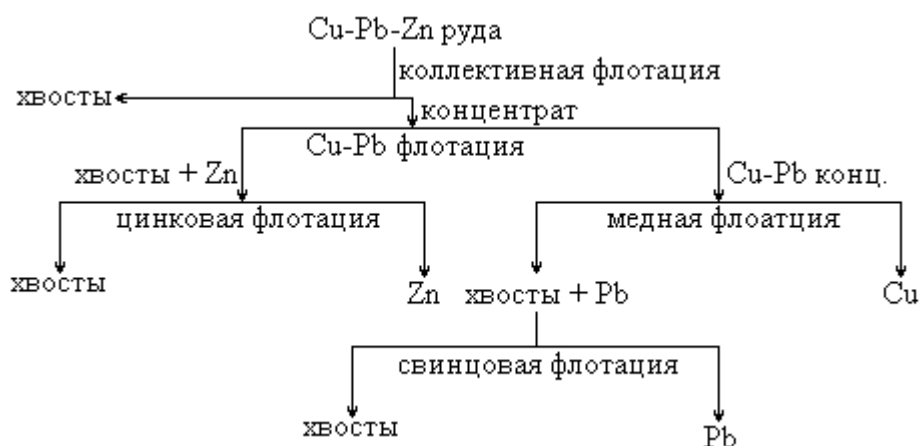 Cu-Pb-Zn руда
коллективная флотация
хвосты
концентрат
Cu-Pb флотация
хвосты + Zn
Cu-Pb конц.
цинковая флотация
медная флоатция
хвосты
Zn
хвосты + Pb
Cu
свинцовая флотация
хвосты
Pb